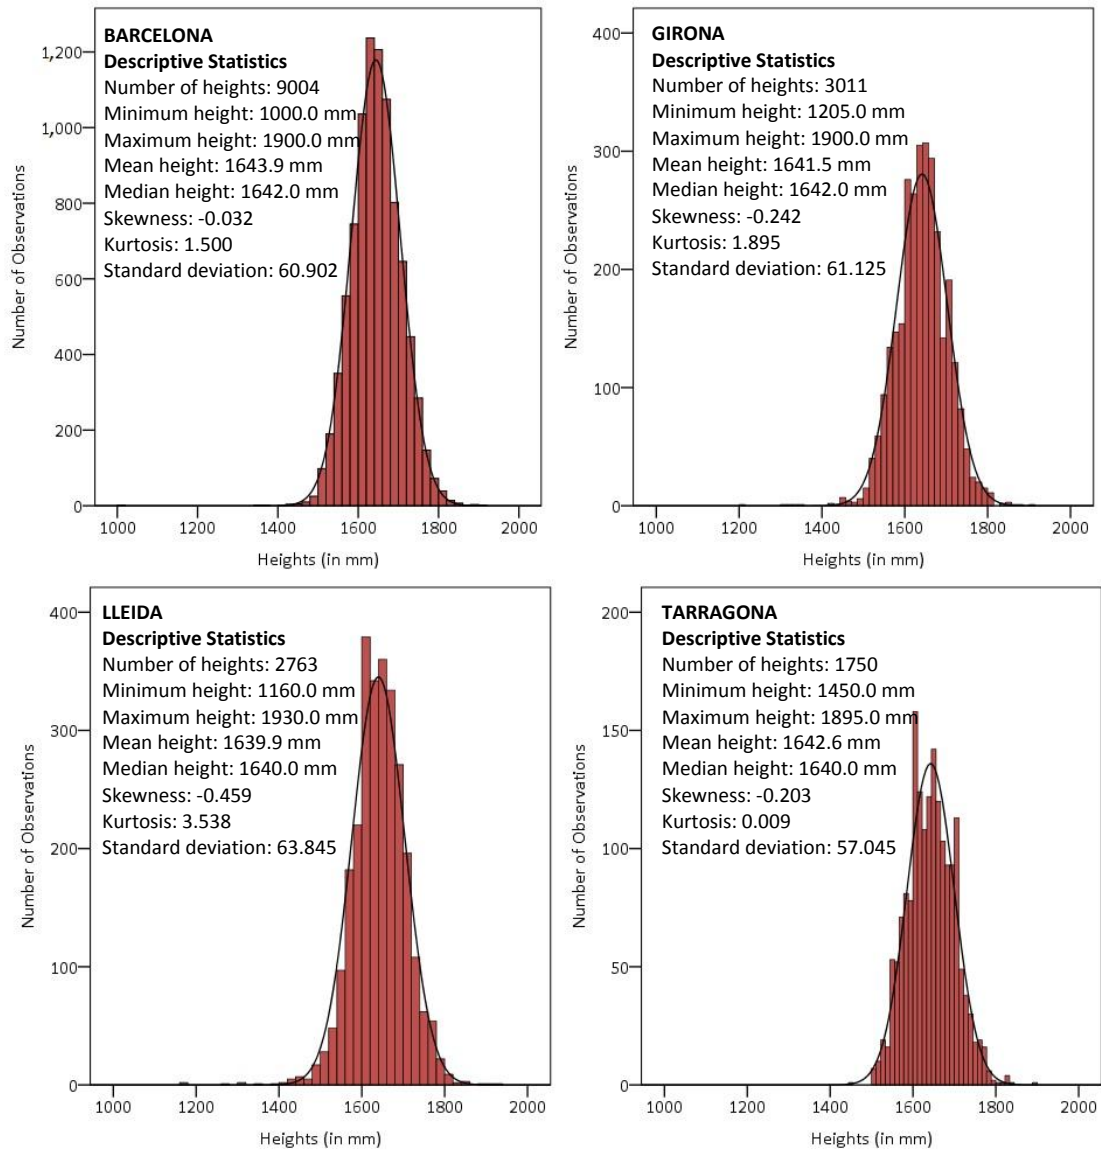 BARCELONA
Descriptive Statistics
Number of heights: 9004
Minimum height: 1000.0 mm
Maximum height: 1900.0 mm
Mean height: 1643.9 mm
Median height: 1642.0 mm
Skewness: -0.032
Kurtosis: 1.500
Standard deviation: 60.902
1,200
1,000
800
600
400
200
0
Number of Observations
1000 1200 1400 1600 1800 2000
Heights (in mm)
GIRONA
Descriptive Statistics
Number of heights: 3011
Minimum height: 1205.0 mm
Maximum height: 1900.0 mm
Mean height: 1641.5 mm
Median height: 1642.0 mm
Skewness: -0.242
Kurtosis: 1.895
Standard deviation: 61.125
400
300
200
100
0
Number of Observations
1000 1200 1400 1600 1800 2000
Heights (in mm)
LLEIDA
Descriptive Statistics
Number of heights: 2763
Minimum height: 1160.0 mm
Maximum height: 1930.0 mm
Mean height: 1639.9 mm
Median height: 1640.0 mm
Skewness: -0.459
Kurtosis: 3.538
Standard deviation: 63.845
400
300
200
100
0
Number of Observations
1000 1200 1400 1600 1800 2000
Heights (in mm)
TARRAGONA
Descriptive Statistics
Number of heights: 1750
Minimum height: 1450.0 mm
Maximum height: 1895.0 mm
Mean height: 1642.6 mm
Median height: 1640.0 mm
Skewness: -0.203
Kurtosis: 0.009
Standard deviation: 57.045
200
150
100
50
0
Number of Observations
1000 1200 1400 1600 1800 2000
Heights (in mm)